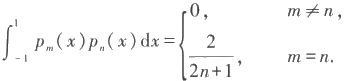 ∫_{-1}^{1} p_m(x)p_n(x)dx = { 0, m≠n,
2/(2n+1), m=n.